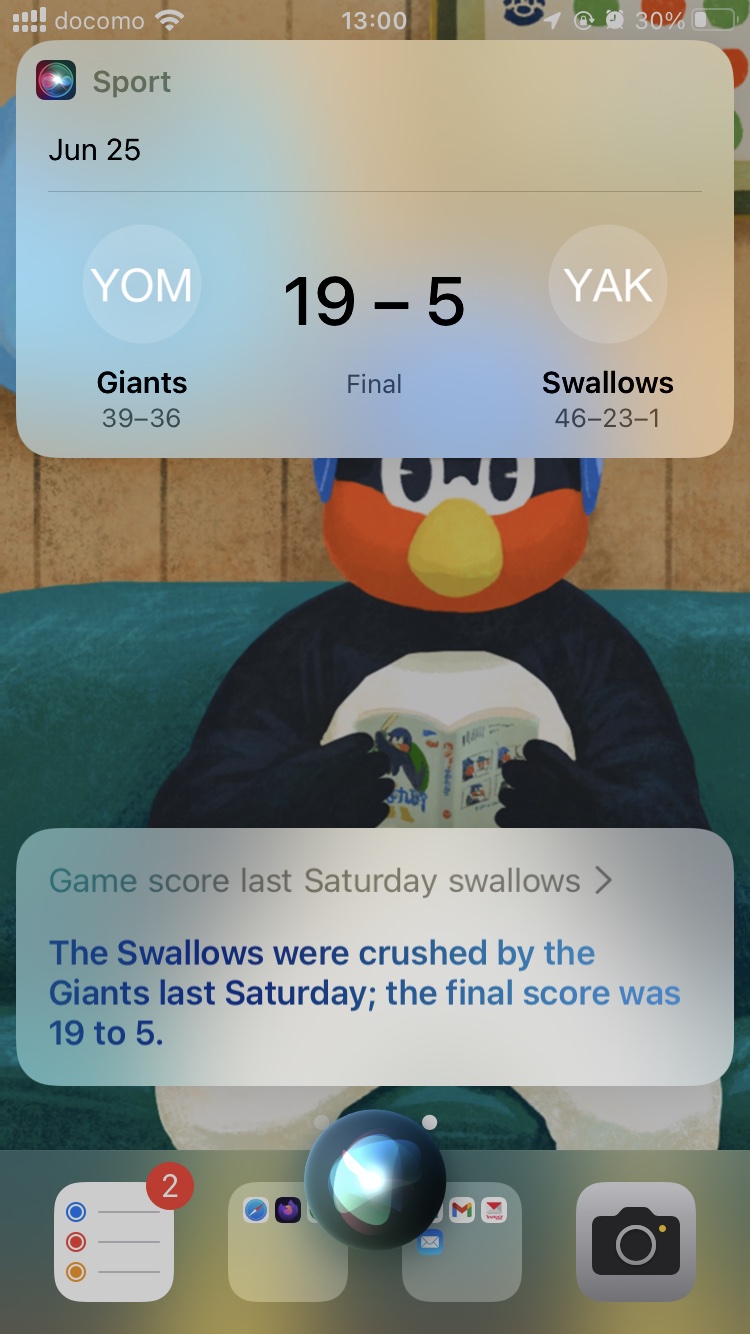 docomo 13:00 30%
Sport
Jun 25
YOM 19 – 5 YAK
Giants Final Swallows
39–36 46–23–1
Game score last Saturday swallows >
The Swallows were crushed by the
Giants last Saturday; the final score was
19 to 5.
2